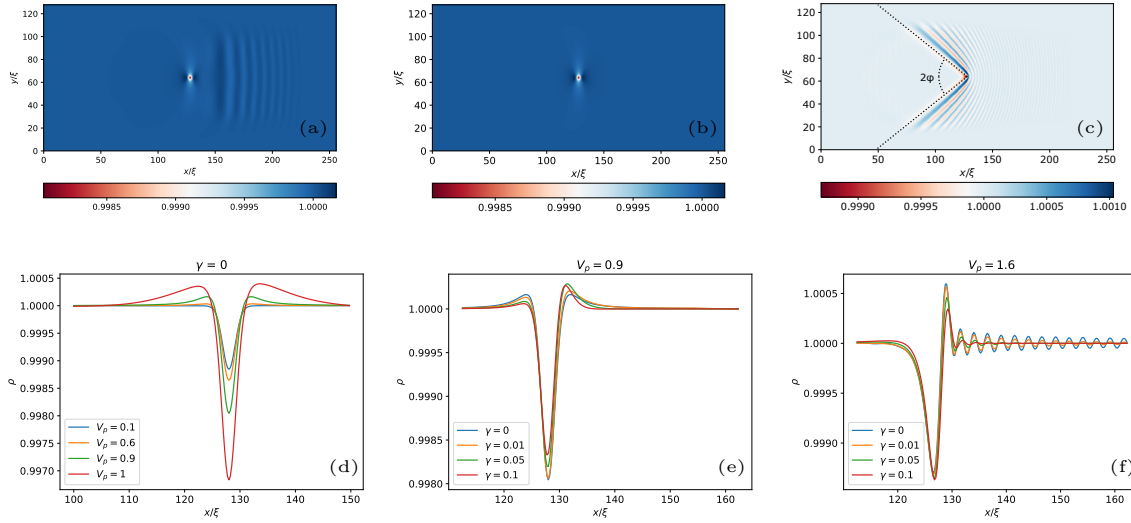 120
100
80
60
40
20
0
y/ξ
(a)
0 50 100 150 200 250
x/ξ
0.9985 0.9990 0.9995 1.0000
120
100
80
60
40
20
0
y/ξ
(b)
0 50 100 150 200 250
x/ξ
0.9985 0.9990 0.9995 1.0000
120
100
80
60
40
20
0
y/ξ
2φ
(c)
0 50 100 150 200 250
x/ξ
0.9990 0.9995 1.0000 1.0005 1.0010
γ = 0
1.0005
1.0000
0.9995
0.9990
0.9985
0.9980
0.9975
0.9970
ρ
V_p = 0.1
V_p = 0.6
V_p = 0.9
V_p = 1
(d)
100 110 120 130 140 150
x/ξ
V_p = 0.9
1.0000
0.9995
0.9990
0.9985
0.9980
ρ
γ = 0
γ = 0.01
γ = 0.05
γ = 0.1
(e)
120 130 140 150 160
x/ξ
V_p = 1.6
1.0005
1.0000
0.9995
0.9990
ρ
γ = 0
γ = 0.01
γ = 0.05
γ = 0.1
(f)
120 130 140 150 160
x/ξ